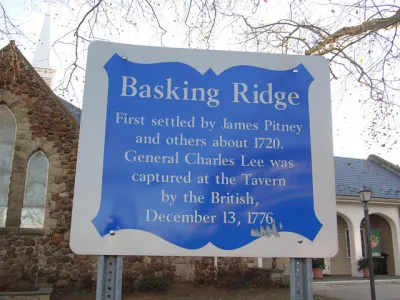 Basking Ridge
First settled by James Pitney
and others about 1720.
General Charles Lee was
captured at the Tavern
by the British,
December 13, 1776